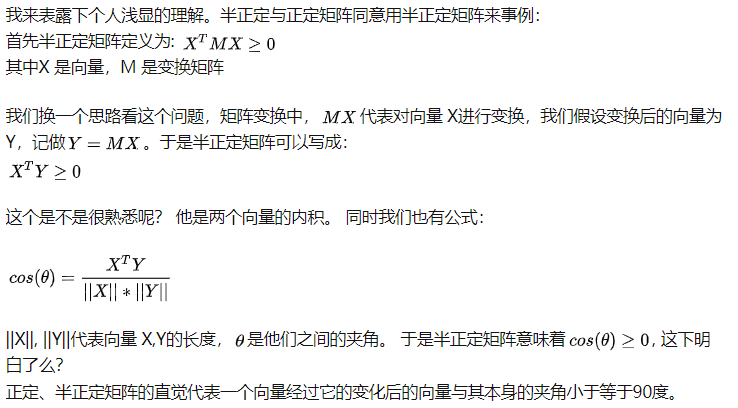 我来表露下个人浅显的理解。半正定与正定矩阵同意用半正定矩阵来事例：
首先半正定矩阵定义为: X^T MX ≥ 0
其中X 是向量，M 是变换矩阵
我们换一个思路看这个问题，矩阵变换中， MX 代表对向量 X进行变换，我们假设变换后的向量为
Y，记做Y = MX 。于是半正定矩阵可以写成：
X^T Y ≥ 0
这个是不是很熟悉呢？ 他是两个向量的内积。 同时我们也有公式：
cos(θ) = X^T Y / ||X|| * ||Y||
||X||, ||Y||代表向量 X,Y的长度， θ 是他们之间的夹角。 于是半正定矩阵意味着 cos(θ) ≥ 0 , 这下明
白了么？
正定、半正定矩阵的直觉代表一个向量经过它的变化后的向量与其本身的夹角小于等于90度。